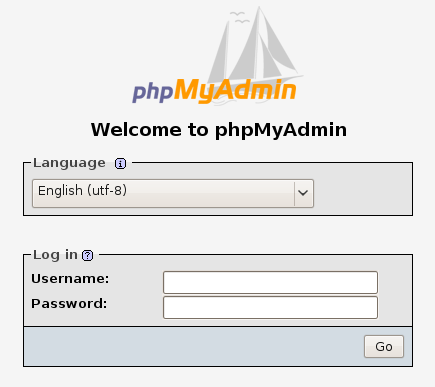 phpMyAdmin
Welcome to phpMyAdmin
Language
English (utf-8)
Log in
Username:
Password:
Go